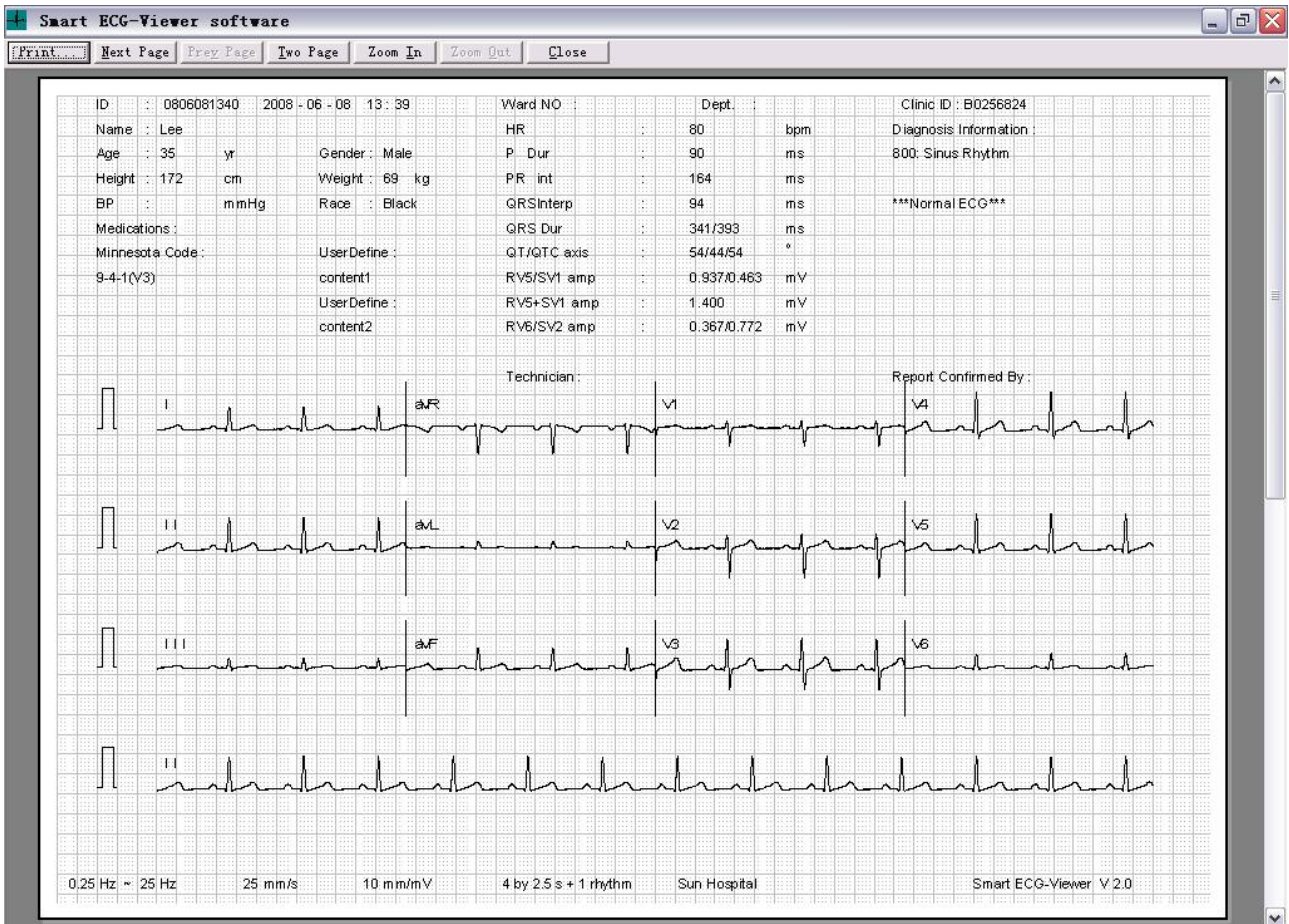 Smart ECG-Viewer software
Print... Next Page Prev Page Two Page Zoom In Zoom Out Close
ID : 0806081340 2008-06-08 13:39 Ward NO : Dept. : Clinic ID : B0256824
Name : Lee HR : 80 bpm Diagnosis Information :
Age : 35 yr Gender : Male P Dur : 90 ms 800: Sinus Rhythm
Height : 172 cm Weight : 69 kg PR int : 164 ms
BP : mmHg Race : Black QRSInterp : 94 ms ***Normal ECG***
Medications : QRS Dur : 341/393 ms
Minnesota Code : UserDefine : QT/QTC axis : 54/44/54 °
9-4-1(V3) content1 RV5/SV1 amp : 0.937/0.463 mV
UserDefine : RV5+SV1 amp : 1.400 mV
content2 RV6/SV2 amp : 0.367/0.772 mV
Technician : Report Confirmed By :
I aVR V1 V4
II aVL V2 V5
III aVF V3 V6
II
0.25 Hz ~ 25 Hz 25 mm/s 10 mm/mV 4 by 2.5 s + 1 rhythm Sun Hospital Smart ECG-Viewer V 2.0